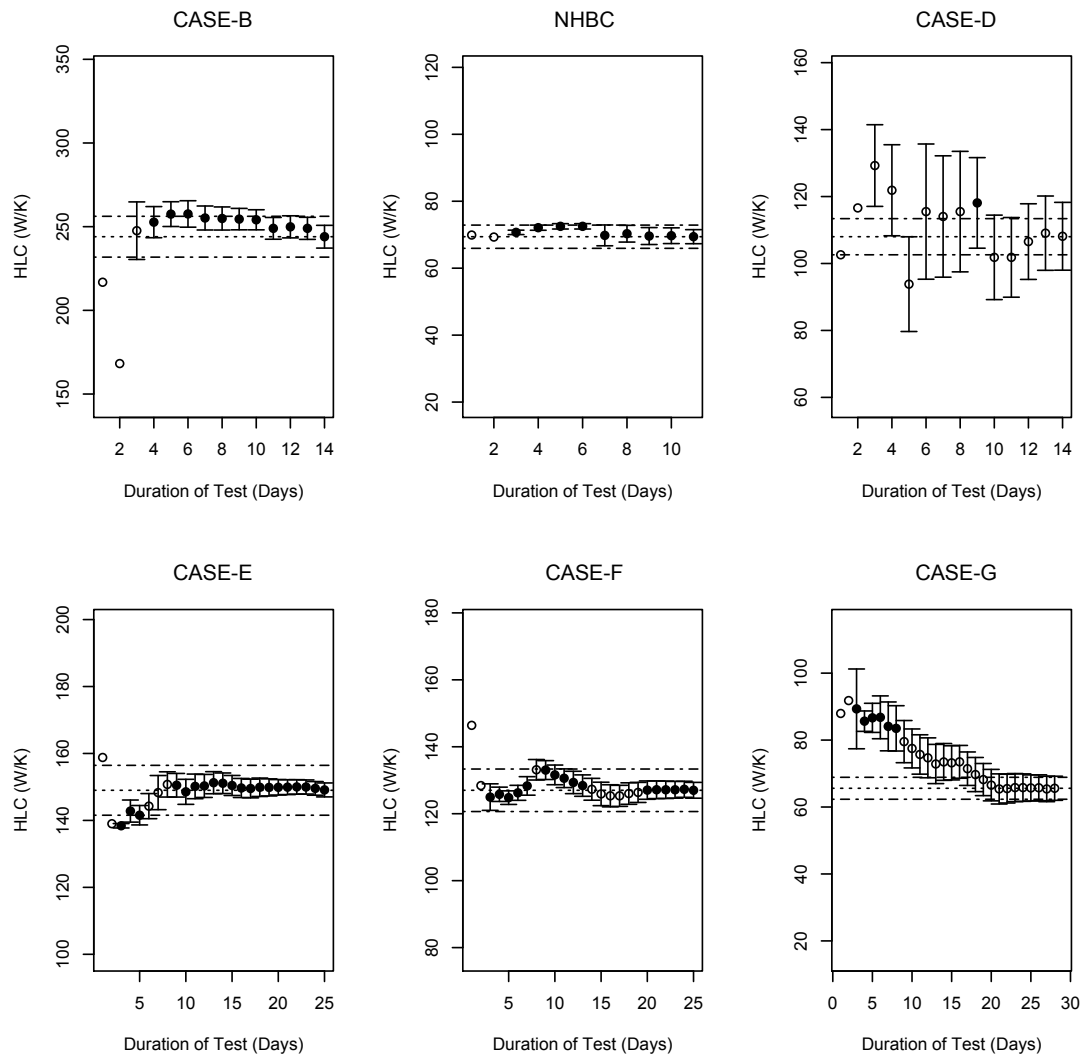 CASE-B
HLC (W/K)
350
300
250
200
150
2 4 6 8 10 12 14
Duration of Test (Days)
NHBC
HLC (W/K)
120
100
80
60
40
20
2 4 6 8 10
Duration of Test (Days)
CASE-D
HLC (W/K)
160
140
120
100
80
60
2 4 6 8 10 12 14
Duration of Test (Days)
CASE-E
HLC (W/K)
200
180
160
140
120
100
5 10 15 20 25
Duration of Test (Days)
CASE-F
HLC (W/K)
180
160
140
120
100
80
5 10 15 20 25
Duration of Test (Days)
CASE-G
HLC (W/K)
100
80
60
40
20
0 5 10 15 20 25 30
Duration of Test (Days)